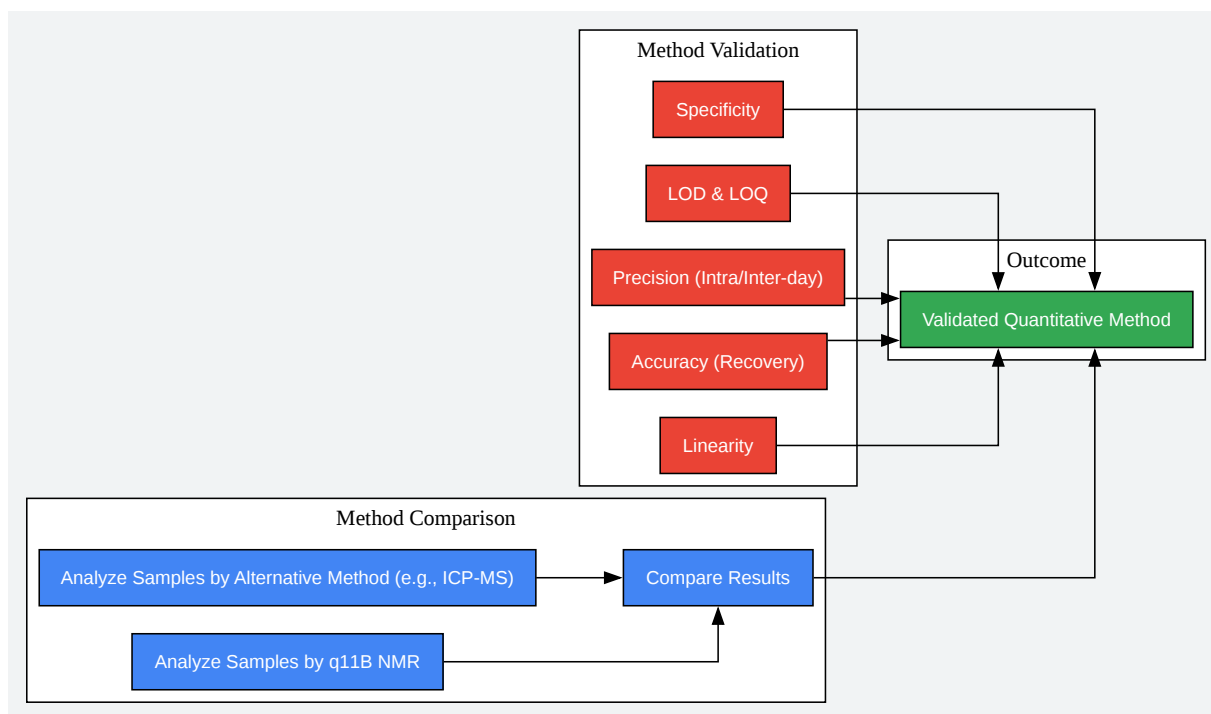 Method Validation
Specificity
LOD & LOQ
Precision (Intra/Inter-day)
Accuracy (Recovery)
Linearity
Outcome
Validated Quantitative Method
Method Comparison
Analyze Samples by Alternative Method (e.g., ICP-MS)
Compare Results
Analyze Samples by q11B NMR